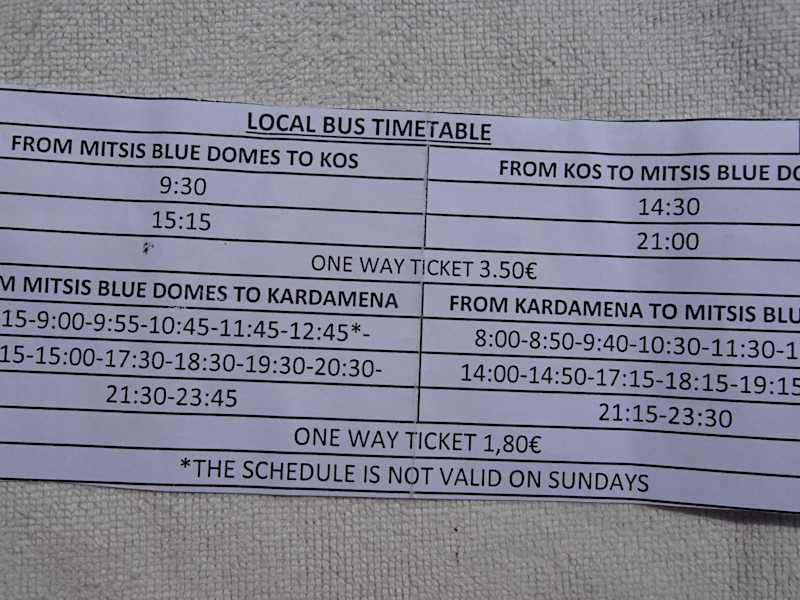 LOCAL BUS TIMETABLE
FROM MITSIS BLUE DOMES TO KOS
FROM KOS TO MITSIS BLUE DO
9:30
14:30
15:15
21:00
ONE WAY TICKET 3.50€
M MITSIS BLUE DOMES TO KARDAMENA
FROM KARDAMENA TO MITSIS BLU
15-9:00-9:55-10:45-11:45-12:45*-
8:00-8:50-9:40-10:30-11:30-1
15-15:00-17:30-18:30-19:30-20:30-
14:00-14:50-17:15-18:15-19:15
21:30-23:45
21:15-23:30
ONE WAY TICKET 1,80€
*THE SCHEDULE IS NOT VALID ON SUNDAYS